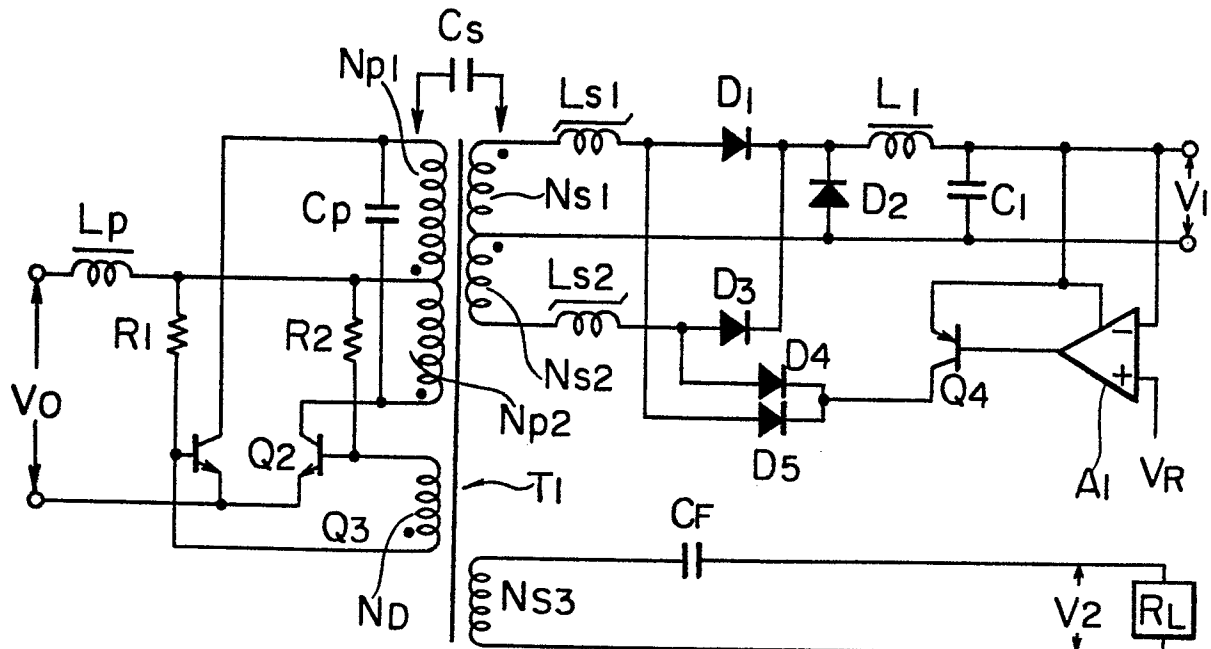 Cs
Np1
Ls1
D1
L1
Cp
Ns1
D2
C1
V1
Lp
Ls2
D3
R1
R2
Ns2
D4
Q4
−
+
V0
Np2
D5
Q2
A1
VR
T1
Q3
CF
ND
NS3
V2
RL